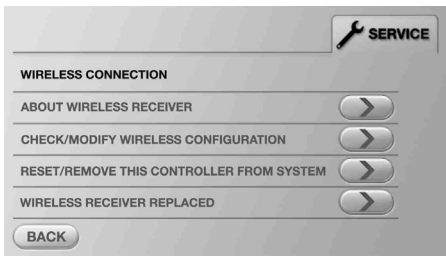 SERVICE
WIRELESS CONNECTION
ABOUT WIRELESS RECEIVER
CHECK/MODIFY WIRELESS CONFIGURATION
RESET/REMOVE THIS CONTROLLER FROM SYSTEM
WIRELESS RECEIVER REPLACED
BACK